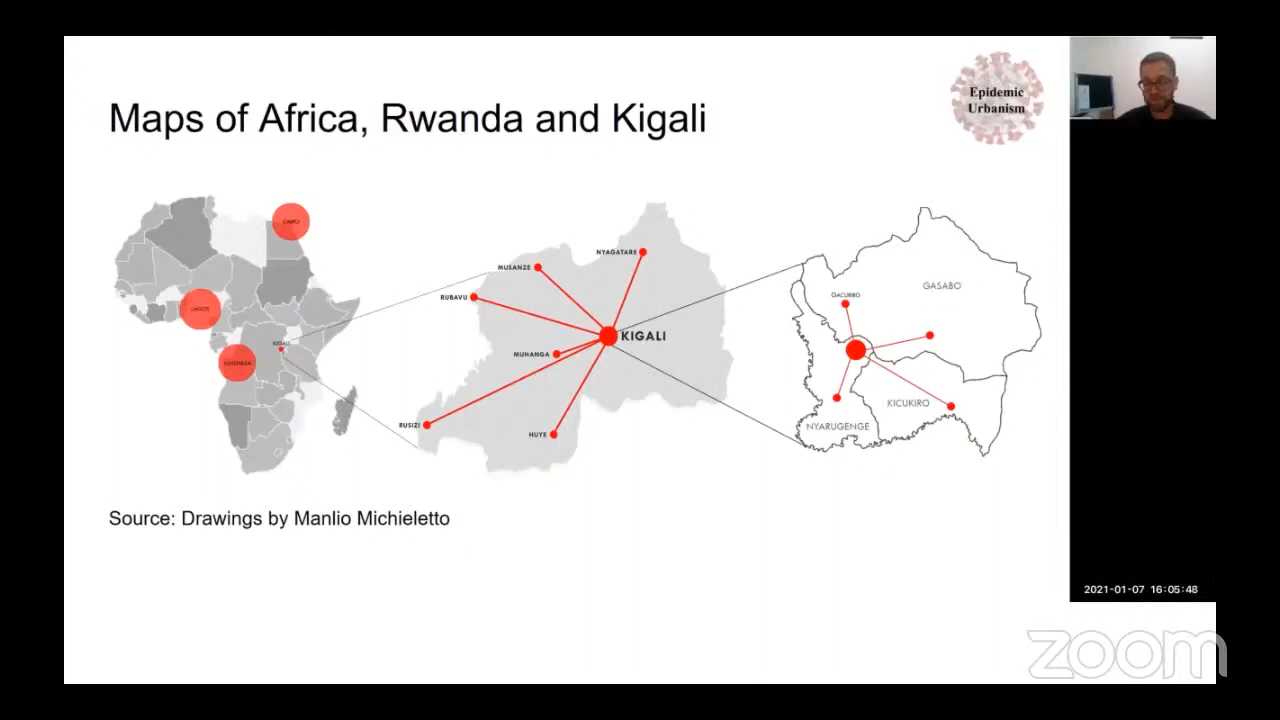 Maps of Africa, Rwanda and Kigali
Epidemic
Urbanism
CAIRO
LAGOS
KINSHASA
KIGALI
NYAGATARE
MUSANZE
RUBAVU
KIGALI
MUHANGA
RUSIZI
HUYE
GASABO
GACURIRO
KICUKIRO
NYARUGENGE
Source: Drawings by Manlio Michieletto
2021-01-07 16:05:48
zoom